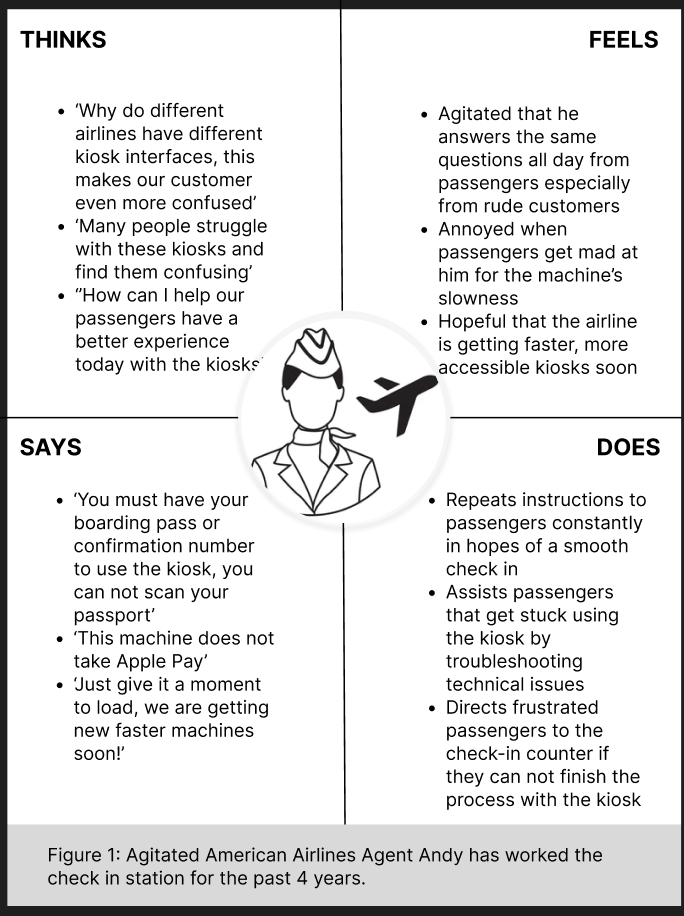 THINKS
• ‘Why do different
airlines have different
kiosk interfaces, this
makes our customer
even more confused’
• ‘Many people struggle
with these kiosks and
find them confusing’
• ‘’How can I help our
passengers have a
better experience
today with the kiosks’
FEELS
• Agitated that he
answers the same
questions all day from
passengers especially
from rude customers
• Annoyed when
passengers get mad at
him for the machine’s
slowness
• Hopeful that the airline
is getting faster, more
accessible kiosks soon
SAYS
• ‘You must have your
boarding pass or
confirmation number
to use the kiosk, you
can not scan your
passport’
• ‘This machine does not
take Apple Pay’
• ‘Just give it a moment
to load, we are getting
new faster machines
soon!’
DOES
• Repeats instructions to
passengers constantly
in hopes of a smooth
check in
• Assists passengers
that get stuck using
the kiosk by
troubleshooting
technical issues
• Directs frustrated
passengers to the
check-in counter if
they can not finish the
process with the kiosk
Figure 1: Agitated American Airlines Agent Andy has worked the
check in station for the past 4 years.